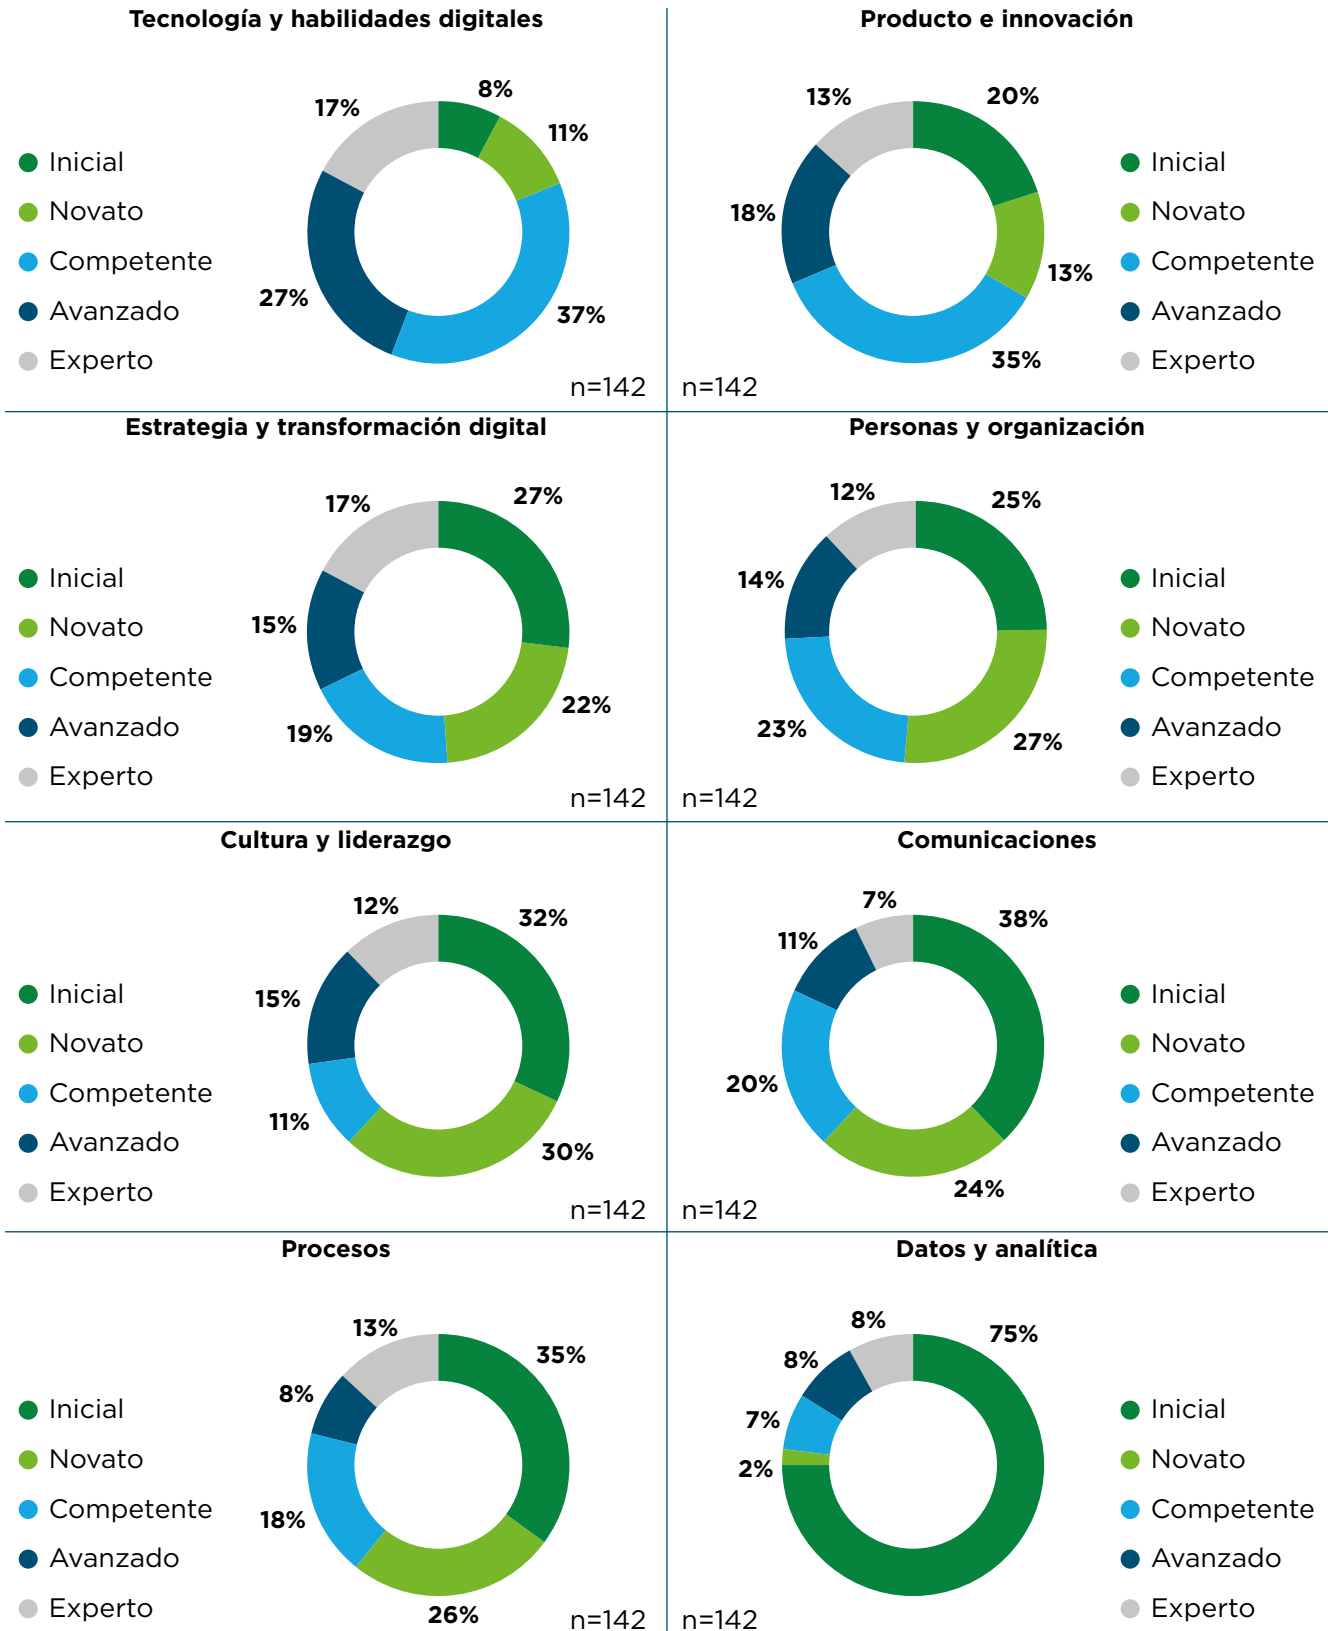 Tecnología y habilidades digitales
17%
8%
11%
27%
37%
Inicial
Novato
Competente
Avanzado
Experto
n=142
Producto e innovación
13%
20%
18%
13%
35%
Inicial
Novato
Competente
Avanzado
Experto
n=142
Estrategia y transformación digital
17%
27%
15%
22%
19%
Inicial
Novato
Competente
Avanzado
Experto
n=142
Personas y organización
12%
25%
14%
23%
27%
Inicial
Novato
Competente
Avanzado
Experto
n=142
Cultura y liderazgo
12%
32%
15%
11%
30%
Inicial
Novato
Competente
Avanzado
Experto
n=142
Comunicaciones
7%
38%
11%
20%
24%
Inicial
Novato
Competente
Avanzado
Experto
n=142
Procesos
13%
35%
8%
18%
26%
Inicial
Novato
Competente
Avanzado
Experto
n=142
Datos y analítica
8%
75%
8%
7%
2%
Inicial
Novato
Competente
Avanzado
Experto
n=142